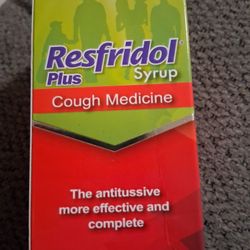 Resfridol
Plus Syrup
Cough Medicine
The antitussive
more effective and
complete